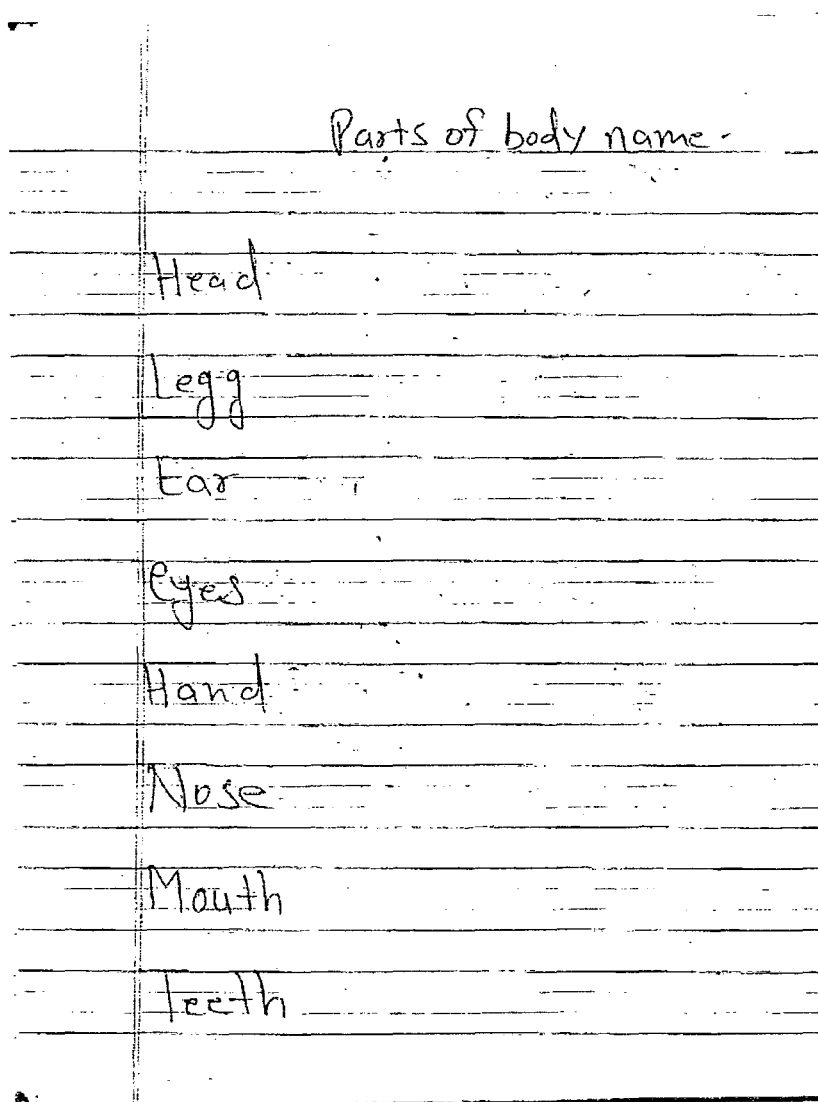 Parts of body name.
Head
Legg
Ear
eyes
Hand
Nose
Mouth
Teeth